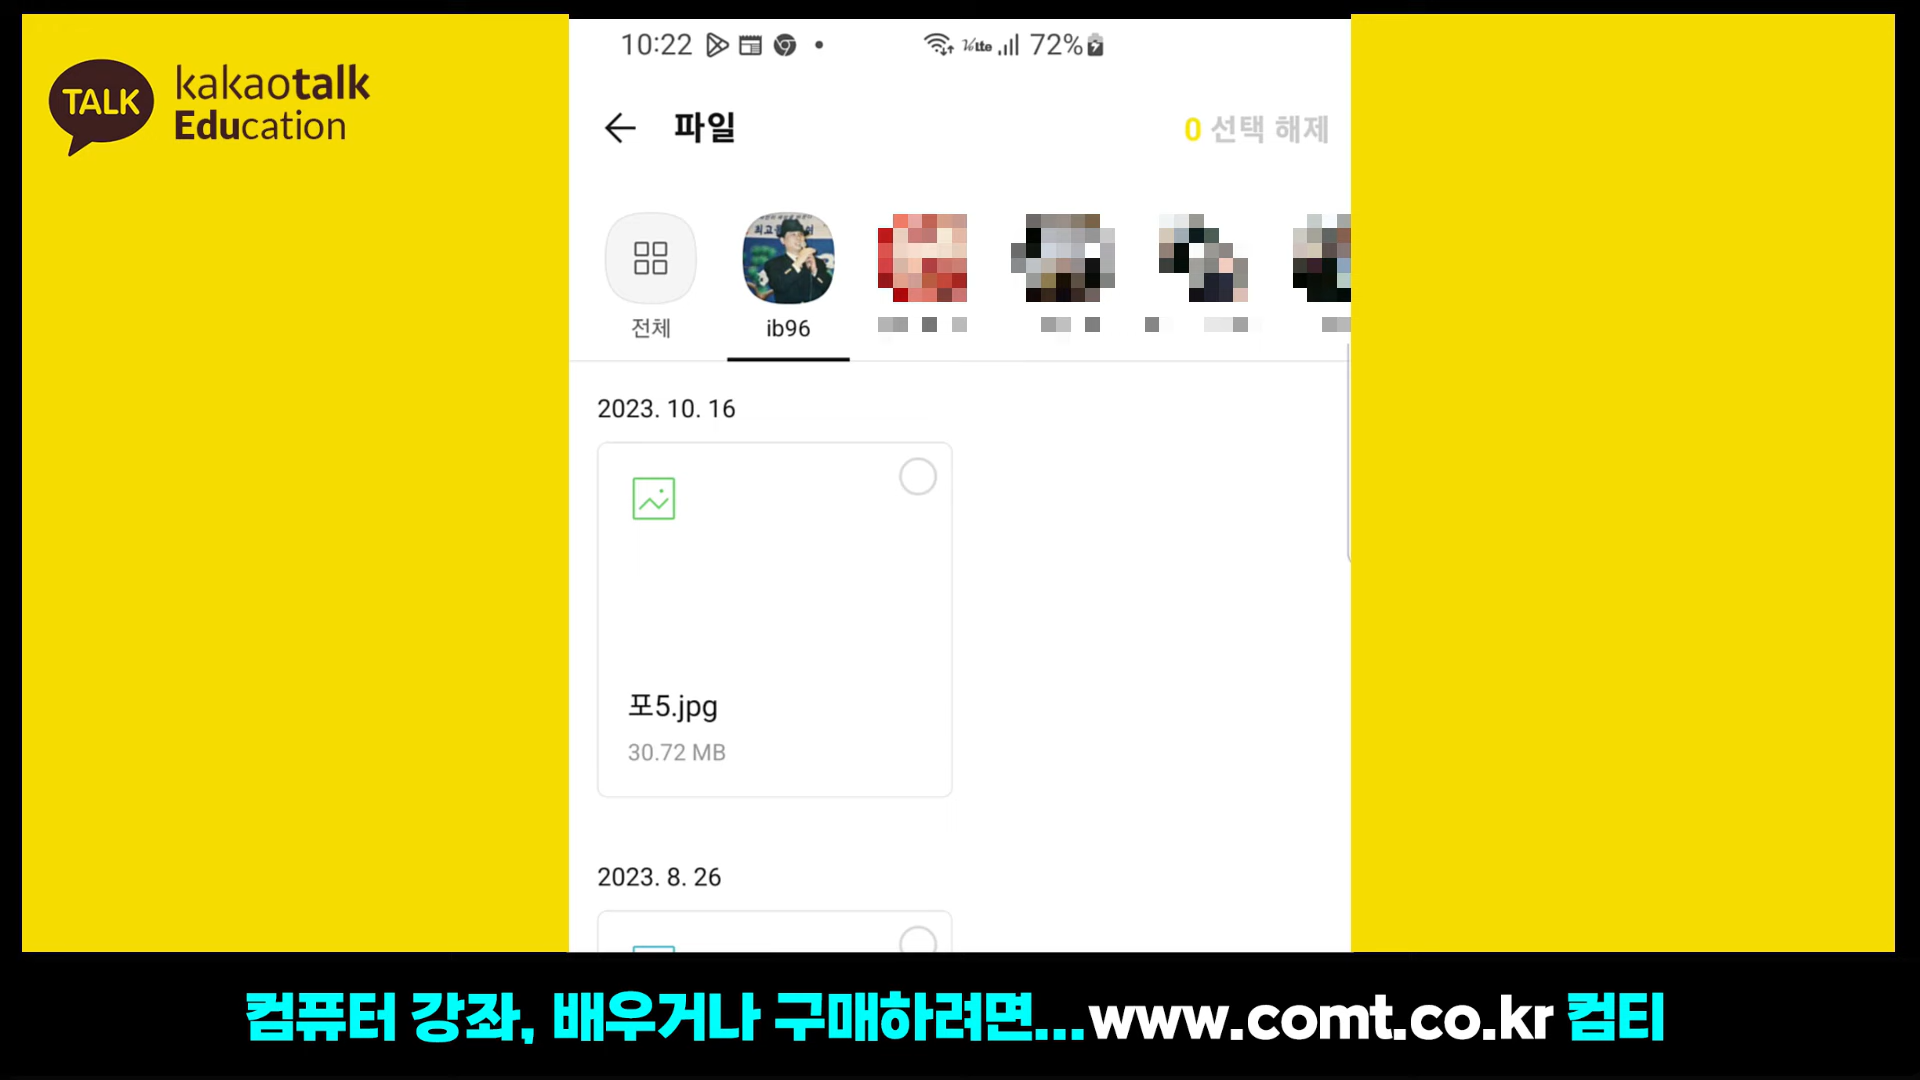 TALK
kakaotalk
Education
10:22 VoLTE 72%
파일
0 선택 해제
전체
ib96
2023. 10. 16
포5.jpg
30.72 MB
2023. 8. 26
컴퓨터 강좌, 배우거나 구매하려면...www.comt.co.kr 컴티